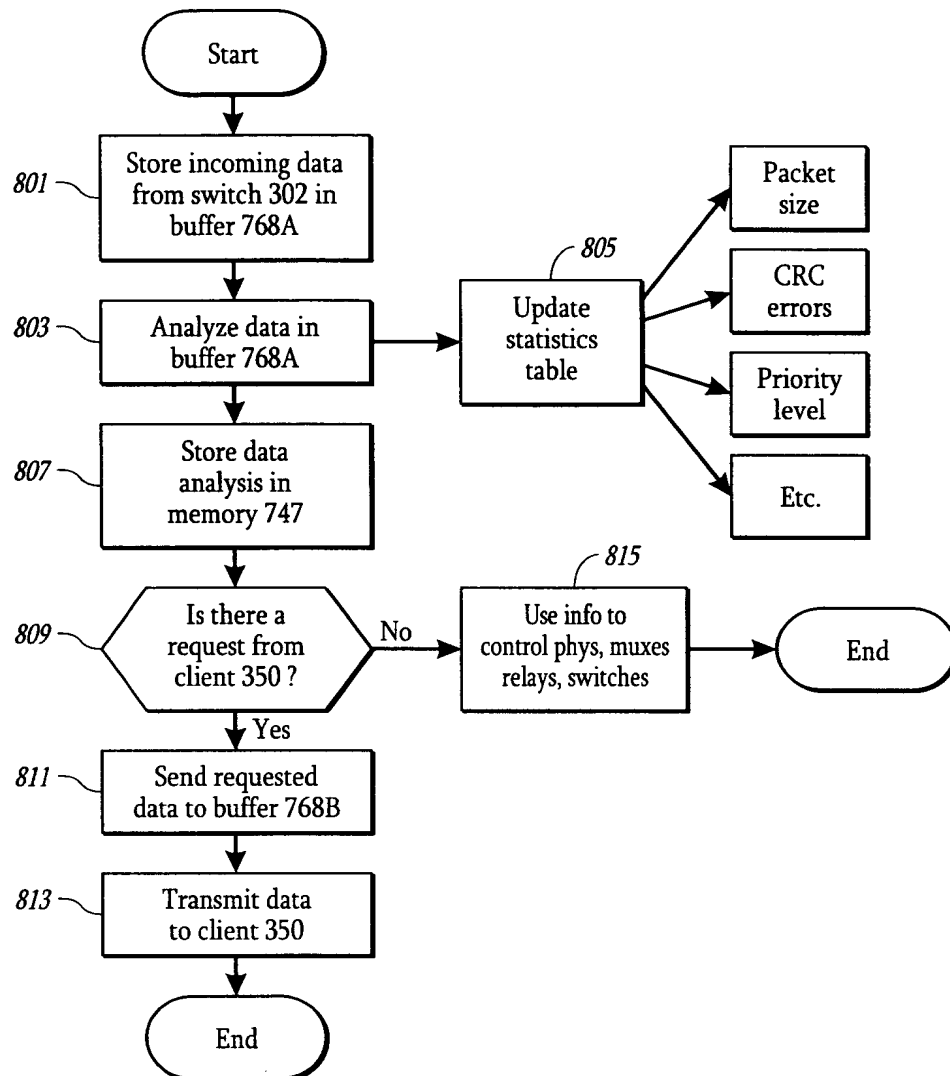 Start
801
Store incoming data
from switch 302 in
buffer 768A
803
Analyze data in
buffer 768A
805
Update
statistics
table
Packet
size
CRC
errors
Priority
level
Etc.
807
Store data
analysis in
memory 747
809
Is there a
request from
client 350 ?
No
815
Use info to
control phys, muxes
relays, switches
End
Yes
811
Send requested
data to buffer 768B
813
Transmit data
to client 350
End